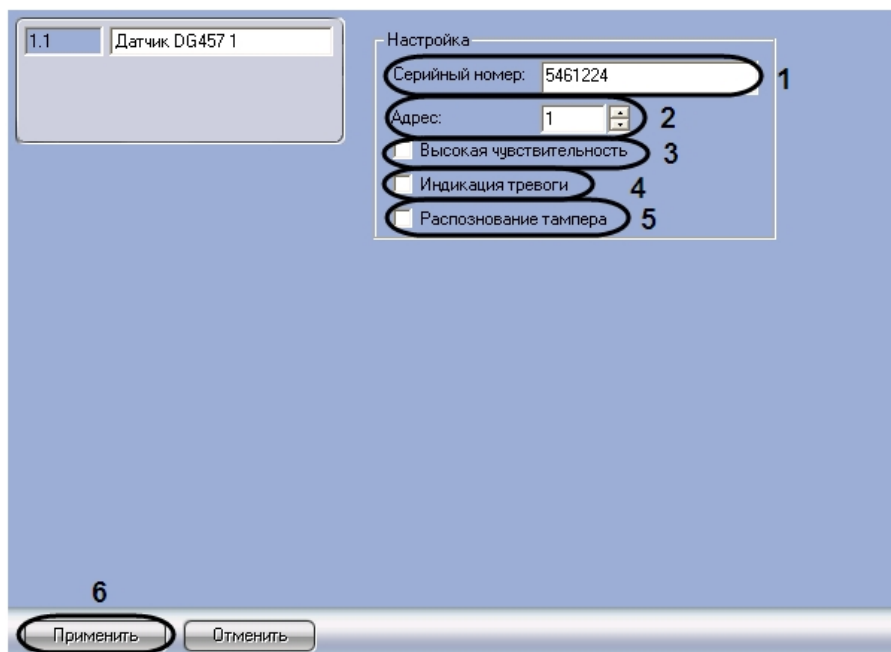 1.1 Датчик DG457 1
Настройка
Серийный номер: 5461224 1
Адрес: 1 2
Высокая чувствительность 3
Индикация тревоги 4
Распознование тампера 5
6
Применить Отменить